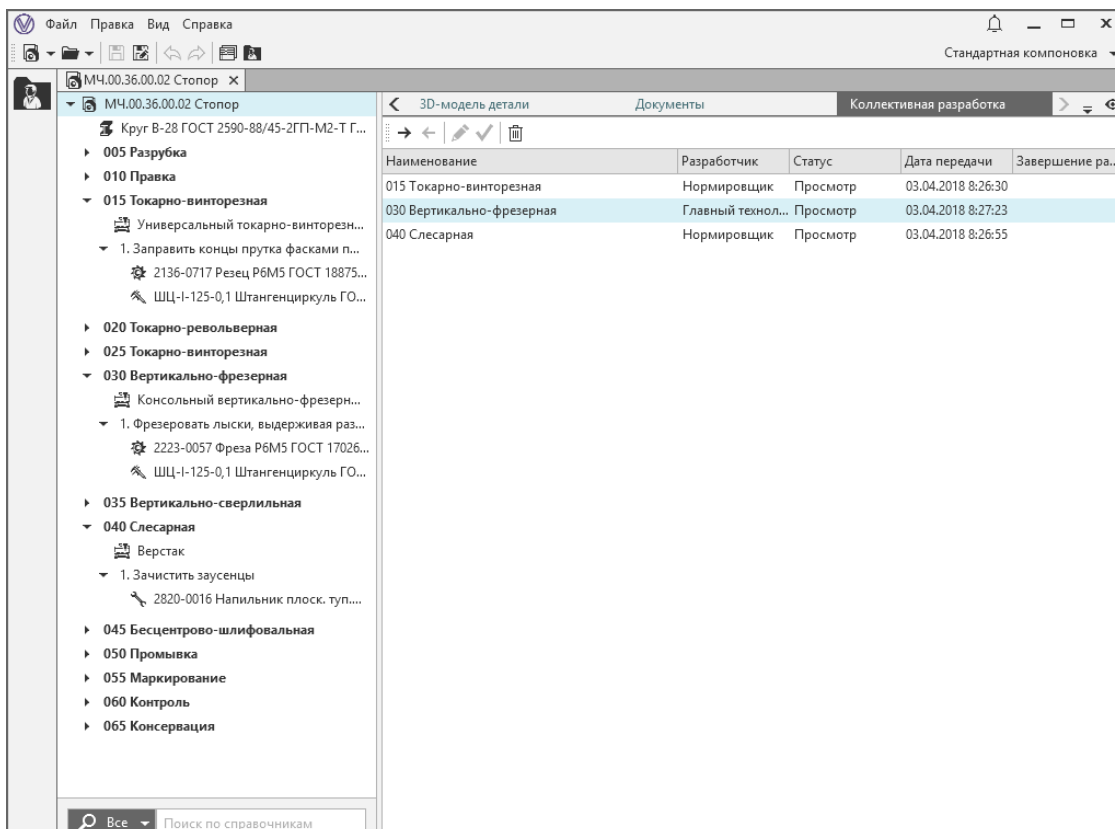 Файл Правка Вид Справка
Стандартная компоновка
МЧ.00.36.00.02 Стопор
МЧ.00.36.00.02 Стопор
Круг В-28 ГОСТ 2590-88/45-2ГП-М2-Т Г...
005 Разрубка
010 Правка
015 Токарно-винторезная
Универсальный токарно-винторезн...
1. Заправить концы прутка фасками п...
2136-0717 Резец Р6М5 ГОСТ 18875...
ШЦ-I-125-0,1 Штангенциркуль ГО...
020 Токарно-револьверная
025 Токарно-винторезная
030 Вертикально-фрезерная
Консольный вертикально-фрезерн...
1. Фрезеровать лыски, выдерживая раз...
2223-0057 Фреза Р6М5 ГОСТ 17026...
ШЦ-I-125-0,1 Штангенциркуль ГО...
035 Вертикально-сверлильная
040 Слесарная
Верстак
1. Зачистить заусенцы
2820-0016 Напильник плоск. туп....
045 Бесцентрово-шлифовальная
050 Промывка
055 Маркирование
060 Контроль
065 Консервация
Все Поиск по справочникам
3D-модель детали Документы Коллективная разработка
Наименование Разработчик Статус Дата передачи Завершение ра...
015 Токарно-винторезная Нормировщик Просмотр 03.04.2018 8:26:30
030 Вертикально-фрезерная Главный технол... Просмотр 03.04.2018 8:27:23
040 Слесарная Нормировщик Просмотр 03.04.2018 8:26:55